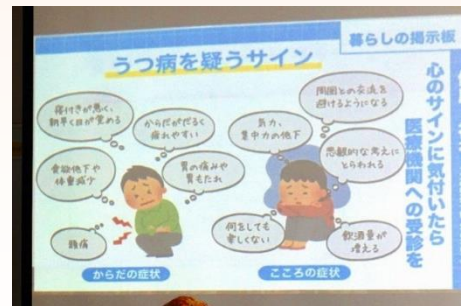 暮らしの掲示板
うつ病を疑うサイン
心のサインに気付いたら
医療機関への受診を
寝付きが悪く、
朝早く目が覚める
からだがだるく
疲れやすい
食欲低下や
体重減少
胃の痛みや
胃もたれ
頭痛
からだの症状
周囲との交流を
避けるようになる
気力、
集中力の低下
悲観的な考えに
とらわれる
何をしても
楽しくない
飲酒量が
増える
こころの症状